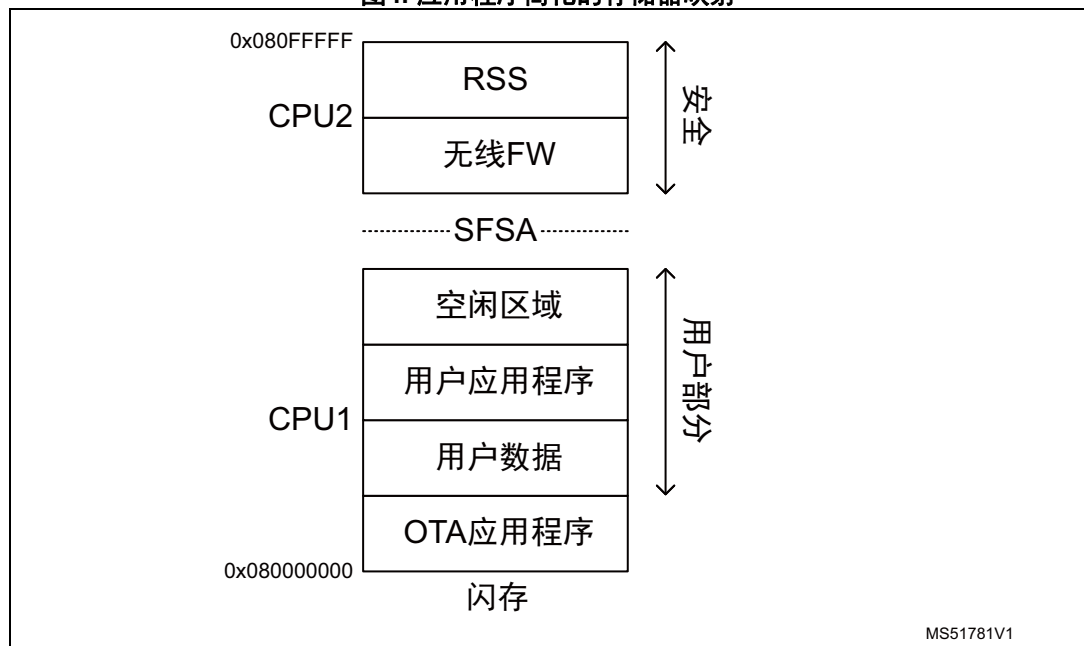 0x080FFFFF
RSS
CPU2
无线FW
安全
SFSA
空闲区域
用户应用程序
CPU1
用户数据
用户部分
OTA应用程序
0x080000000
闪存
MS51781V1